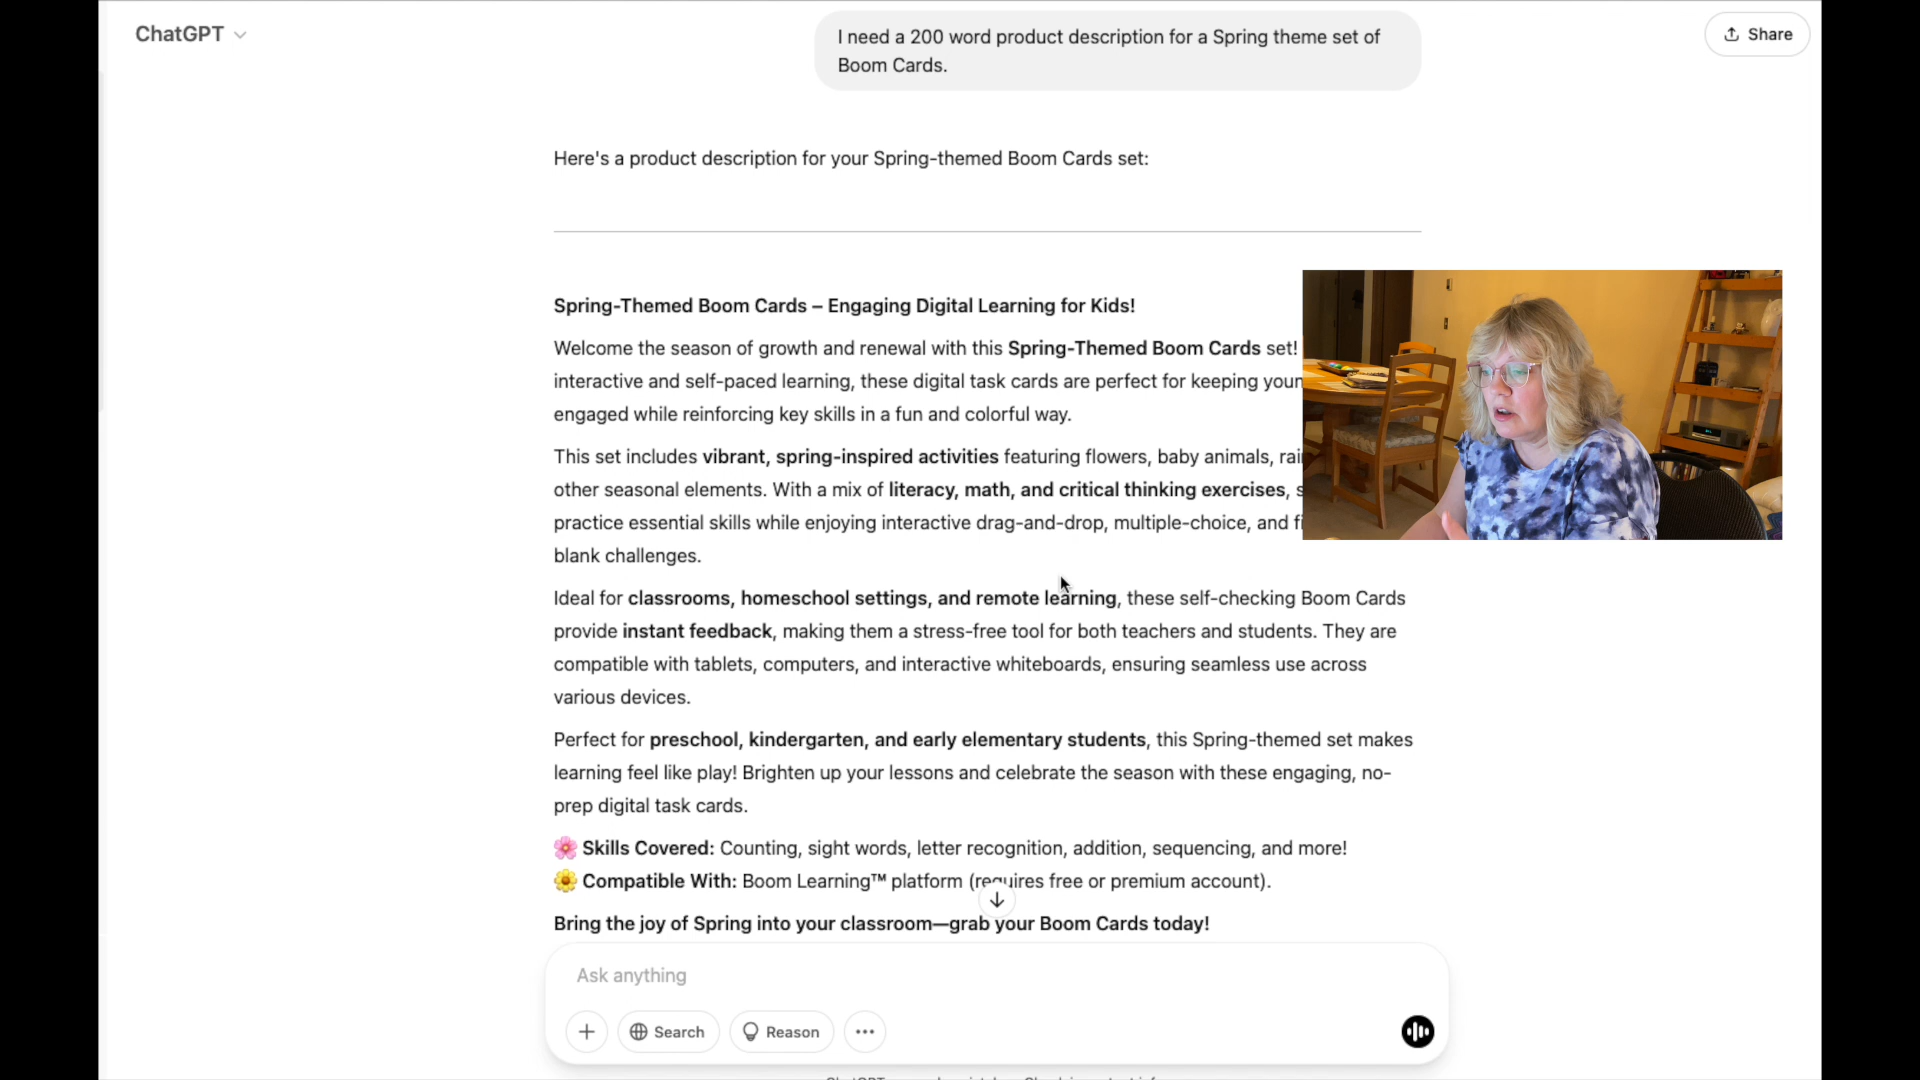 ChatGPT
I need a 200 word product description for a Spring theme set of
Boom Cards.
Share
Here's a product description for your Spring-themed Boom Cards set:
Spring-Themed Boom Cards – Engaging Digital Learning for Kids!
Welcome the season of growth and renewal with this Spring-Themed Boom Cards set!
interactive and self-paced learning, these digital task cards are perfect for keeping
engaged while reinforcing key skills in a fun and colorful way.
This set includes vibrant, spring-inspired activities featuring flowers, baby animals,
other seasonal elements. With a mix of literacy, math, and critical thinking exercises,
practice essential skills while enjoying interactive drag-and-drop, multiple-choice, and
blank challenges.
Ideal for classrooms, homeschool settings, and remote learning, these self-checking Boom Cards
provide instant feedback, making them a stress-free tool for both teachers and students. They are
compatible with tablets, computers, and interactive whiteboards, ensuring seamless use across
various devices.
Perfect for preschool, kindergarten, and early elementary students, this Spring-themed set makes
learning feel like play! Brighten up your lessons and celebrate the season with these engaging, no-
prep digital task cards.
🌸 Skills Covered: Counting, sight words, letter recognition, addition, sequencing, and more!
🌼 Compatible With: Boom Learning™ platform (requires free or premium account).
Bring the joy of Spring into your classroom—grab your Boom Cards today!
Ask anything
Search
Reason